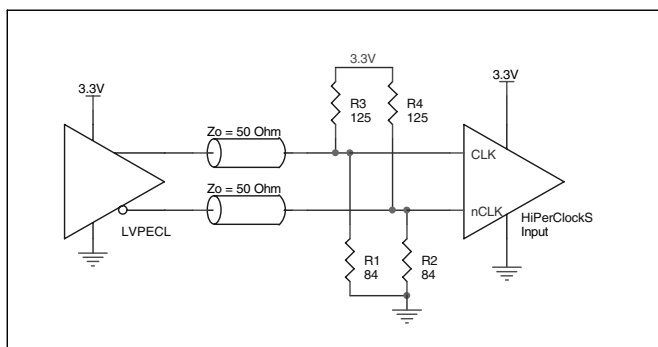 3.3V
3.3V
R3
125
R4
125
3.3V
Zo = 50 Ohm
CLK
Zo = 50 Ohm
nCLK
HiPerClockS
Input
LVPECL
R1
84
R2
84